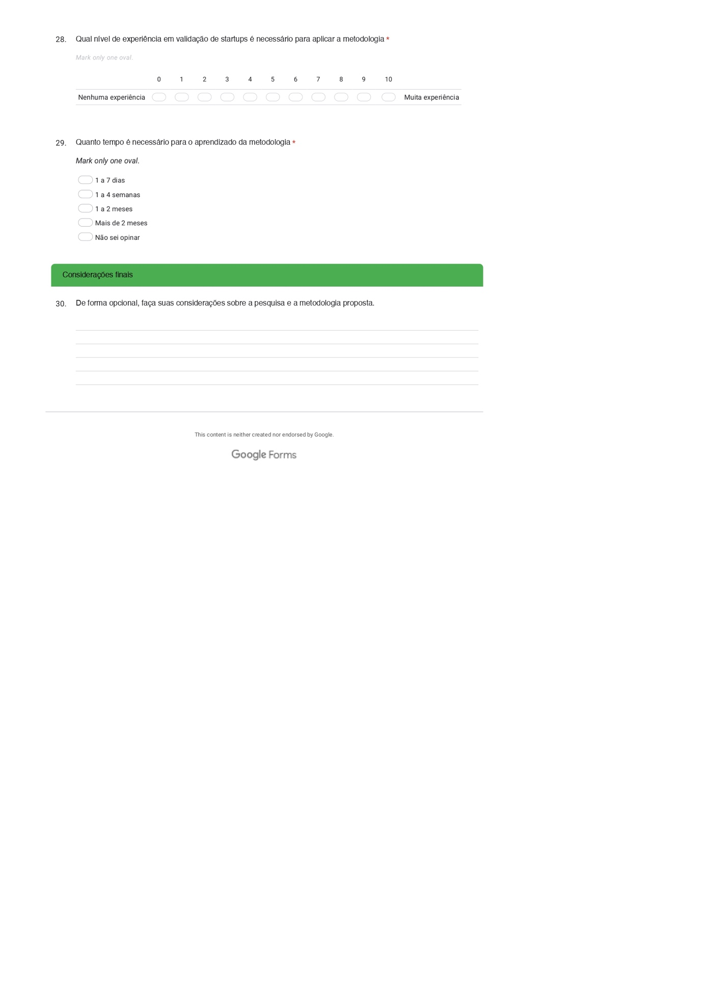 28. Qual nível de experiência em validação de startups é necessário para aplicar a metodologia *
Mark only one oval.
0 1 2 3 4 5 6 7 8 9 10
Nenhuma experiência Muita experiência
29. Quanto tempo é necessário para o aprendizado da metodologia *
Mark only one oval.
1 a 7 dias
1 a 4 semanas
1 a 2 meses
Mais de 2 meses
Não sei opinar
Considerações finais
30. De forma opcional, faça suas considerações sobre a pesquisa e a metodologia proposta.
This content is neither created nor endorsed by Google.
Google Forms